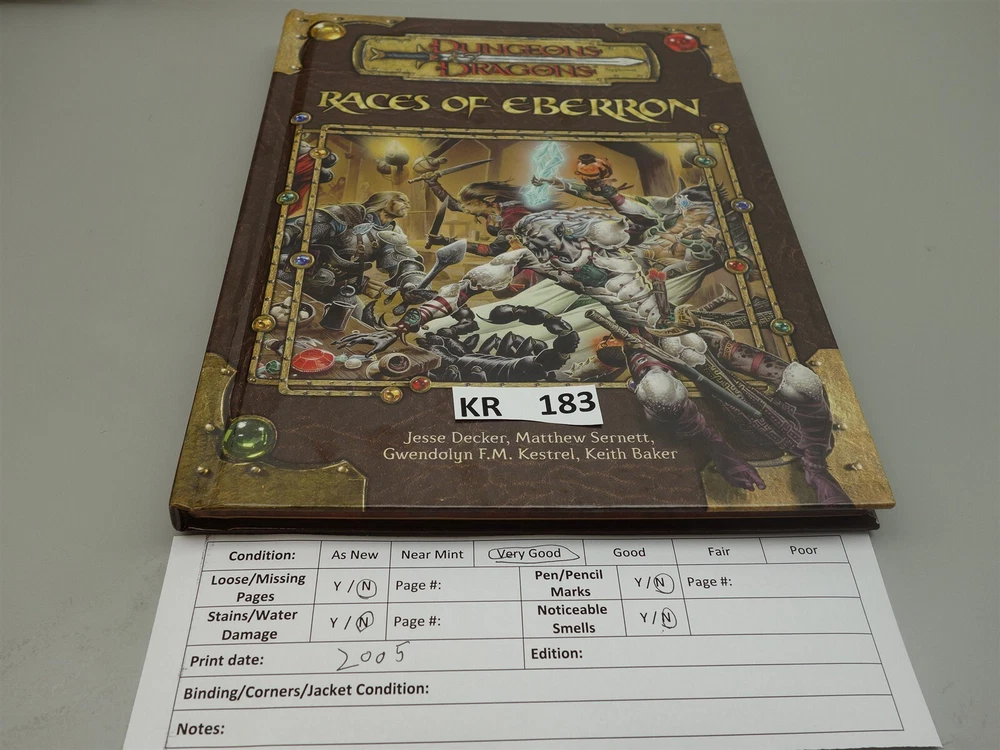 DUNGEONS
DRAGONS
RACES OF EBERRON
KR 183
Jesse Decker, Matthew Sernett,
Gwendolyn F.M. Kestrel, Keith Baker
Condition: As New Near Mint Very Good Good Fair Poor
Loose/Missing Pages Y / N Page #: Pen/Pencil Marks Y / N Page #:
Stains/Water Damage Y / N Page #: Noticeable Smells Y / N
Print date: 2005 Edition:
Binding/Corners/Jacket Condition:
Notes: